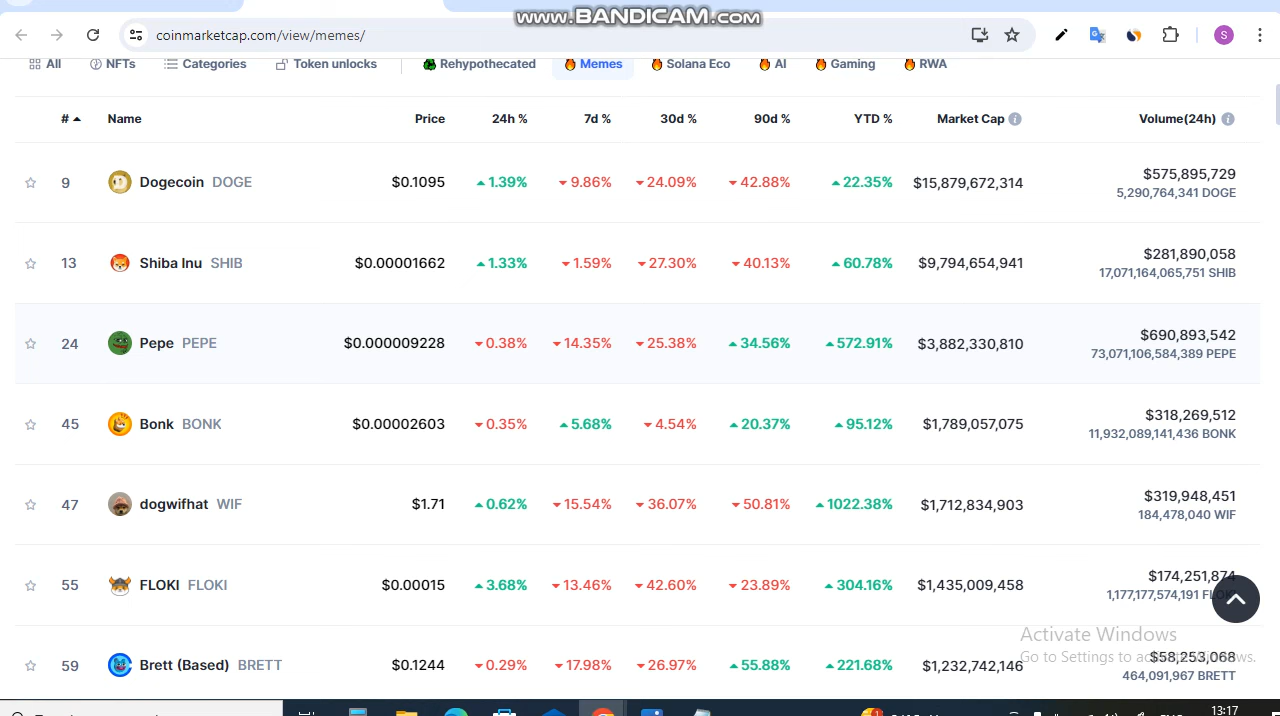 www.BANDICAM.com
coinmarketcap.com/view/memes/
S
All NFTs Categories Token unlocks Rehypothecated Memes Solana Eco AI Gaming RWA
# Name Price 24h % 7d % 30d % 90d % YTD % Market Cap Volume(24h)
9 Dogecoin DOGE $0.1095 1.39% 9.86% 24.09% 42.88% 22.35% $15,879,672,314 $575,895,729
5,290,764,341 DOGE
13 Shiba Inu SHIB $0.00001662 1.33% 1.59% 27.30% 40.13% 60.78% $9,794,654,941 $281,890,058
17,071,164,065,751 SHIB
24 Pepe PEPE $0.000009228 0.38% 14.35% 25.38% 34.56% 572.91% $3,882,330,810 $690,893,542
73,071,106,584,389 PEPE
45 Bonk BONK $0.00002603 0.35% 5.68% 4.54% 20.37% 95.12% $1,789,057,075 $318,269,512
11,932,089,141,436 BONK
47 dogwifhat WIF $1.71 0.62% 15.54% 36.07% 50.81% 1022.38% $1,712,834,903 $319,948,451
184,478,040 WIF
55 FLOKI FLOKI $0.00015 3.68% 13.46% 42.60% 23.89% 304.16% $1,435,009,458 $174,251,874
1,177,177,574,191 FLOKI
Activate Windows
Go to Settings to activate Windows.
59 Brett (Based) BRETT $0.1244 0.29% 17.98% 26.97% 55.88% 221.68% $1,232,742,146 $58,253,068
464,091,967 BRETT
13:17